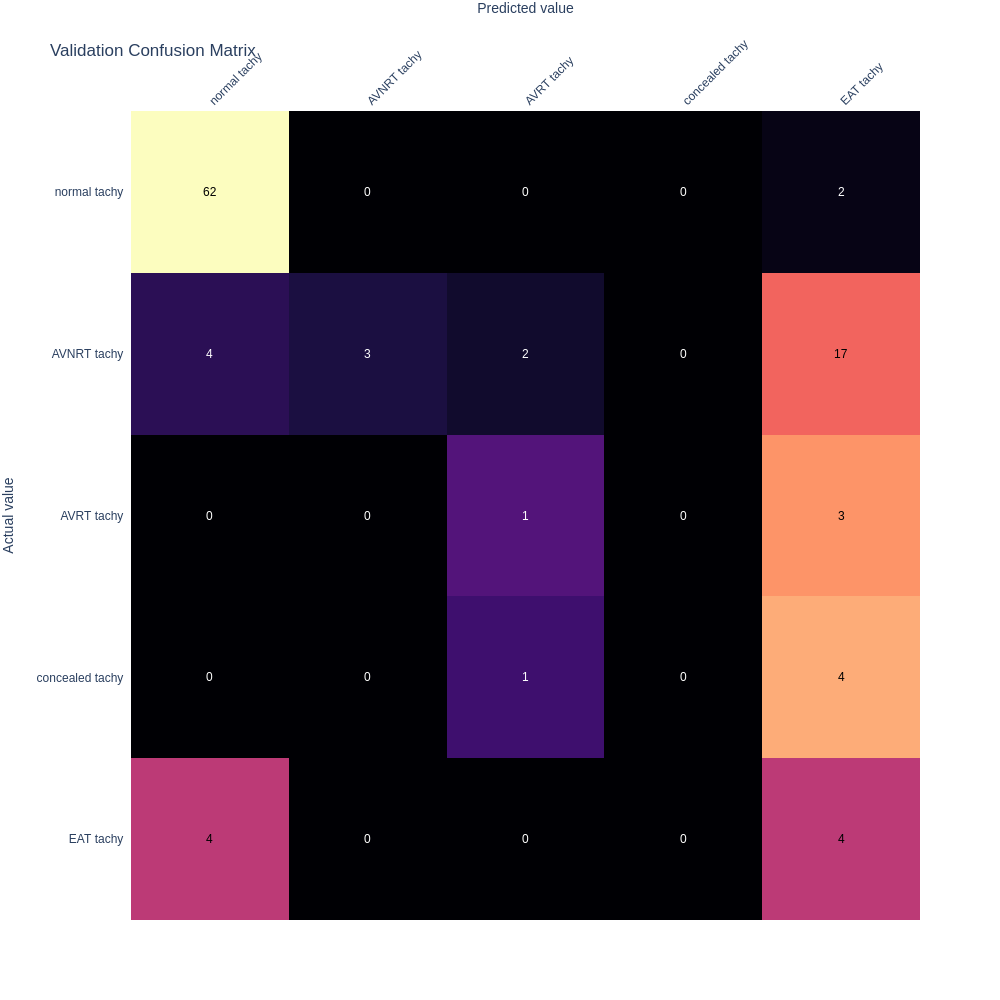 Predicted value
Validation Confusion Matrix
normal tachy AVNRT tachy AVRT tachy concealed tachy EAT tachy
normal tachy 62 0 0 0 2
AVNRT tachy 4 3 2 0 17
AVRT tachy 0 0 1 0 3
Actual value
concealed tachy 0 0 1 0 4
EAT tachy 4 0 0 0 4